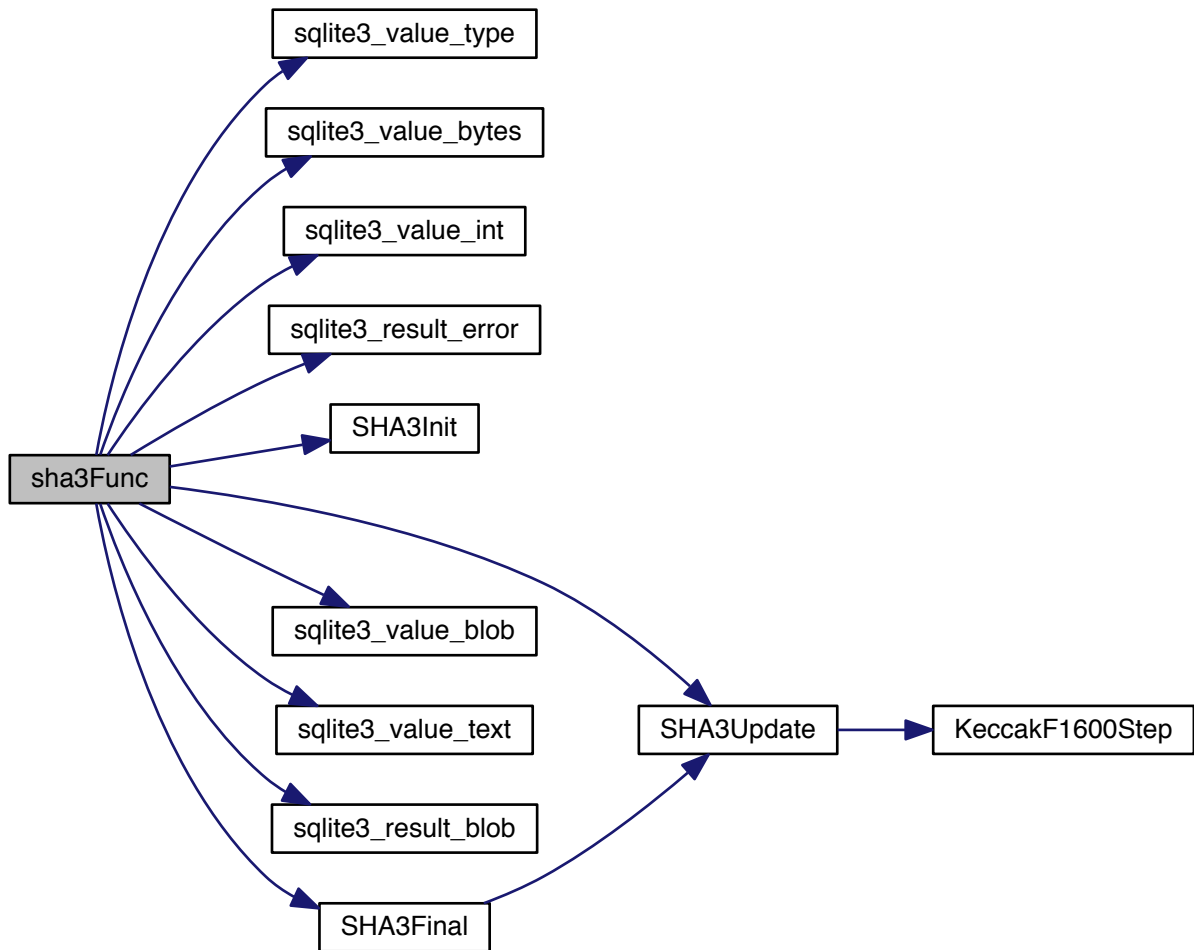 sqlite3_value_type
sqlite3_value_bytes
sqlite3_value_int
sqlite3_result_error
SHA3Init
sha3Func
sqlite3_value_blob
sqlite3_value_text
SHA3Update
KeccakF1600Step
sqlite3_result_blob
SHA3Final